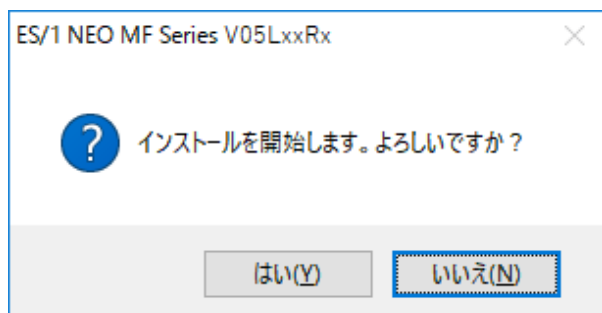 ES/1 NEO MF Series V05LxxRx
?
インストールを開始します。よろしいですか？
はい(Y)
いいえ(N)